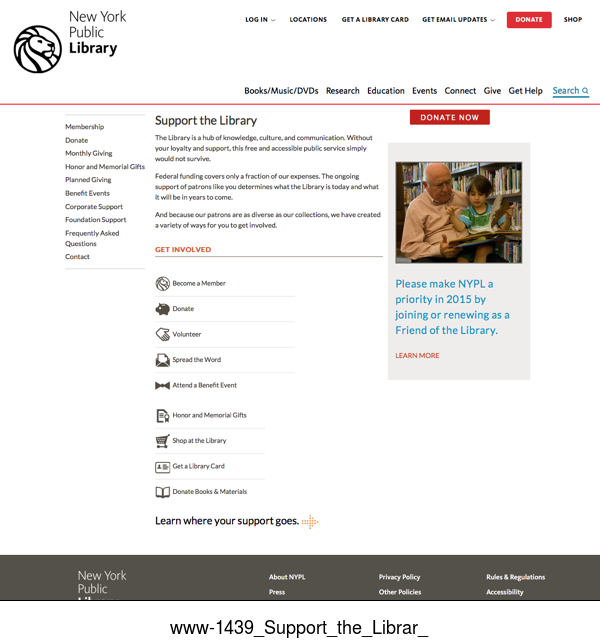 New York
Public
Library
LOG IN
LOCATIONS
GET A LIBRARY CARD
GET EMAIL UPDATES
DONATE
SHOP
Books/Music/DVDs
Research
Education
Events
Connect
Give
Get Help
Search
Membership
Donate
Monthly Giving
Honor and Memorial Gifts
Planned Giving
Benefit Events
Corporate Support
Foundation Support
Frequently Asked
Questions
Contact
Support the Library
The Library is a hub of knowledge, culture, and communication. Without
your loyalty and support, this free and accessible public service simply
would not survive.
Federal funding covers only a fraction of our expenses. The ongoing
support of patrons like you determines what the Library is today and what
it will be in years to come.
And because our patrons are as diverse as our collections, we have created
a variety of ways for you to get involved.
GET INVOLVED
Become a Member
Donate
Volunteer
Spread the Word
Attend a Benefit Event
Honor and Memorial Gifts
Shop at the Library
Get a Library Card
Donate Books & Materials
Learn where your support goes.
DONATE NOW
Please make NYPL a
priority in 2015 by
joining or renewing as a
Friend of the Library.
LEARN MORE
New York
Public
About NYPL
Privacy Policy
Rules & Regulations
Press
Other Policies
Accessibility
www-1439_Support_the_Librar_